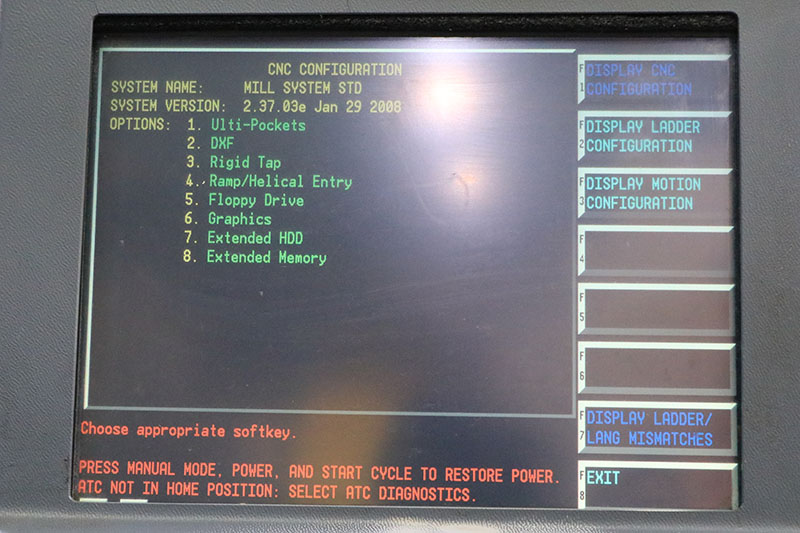 CNC CONFIGURATION
SYSTEM NAME: MILL SYSTEM STD
SYSTEM VERSION: 2.37.03e Jan 29 2008
OPTIONS: 1. Ulti-Pockets
2. DXF
3. Rigid Tap
4. Ramp/Helical Entry
5. Floppy Drive
6. Graphics
7. Extended HDD
8. Extended Memory
Choose appropriate softkey.
PRESS MANUAL MODE, POWER, AND START CYCLE TO RESTORE POWER.
ATC NOT IN HOME POSITION: SELECT ATC DIAGNOSTICS.
F1 DISPLAY CNC
CONFIGURATION
F2 DISPLAY LADDER
CONFIGURATION
F3 DISPLAY MOTION
CONFIGURATION
F4
F5
F6
F7 DISPLAY LADDER/
LANG MISMATCHES
F8 EXIT